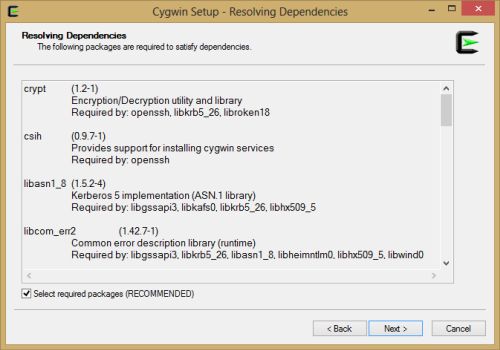 Cygwin Setup - Resolving Dependencies
Resolving Dependencies
The following packages are required to satisfy dependencies.
crypt (1.2-1)
Encryption/Decryption utility and library
Required by: openssh, libkrb5_26, libroken18
csih (0.9.7-1)
Provides support for installing cygwin services
Required by: openssh
libasn1_8 (1.5.2-4)
Kerberos 5 implementation (ASN.1 library)
Required by: libgssapi3, libkafs0, libkrb5_26, libhx509_5
libcom_err2 (1.42.7-1)
Common error description library (runtime)
Required by: libgssapi3, libkrb5_26, libasn1_8, libheimntlm0, libhx509_5, libwind0
Select required packages (RECOMMENDED)
< Back Next > Cancel